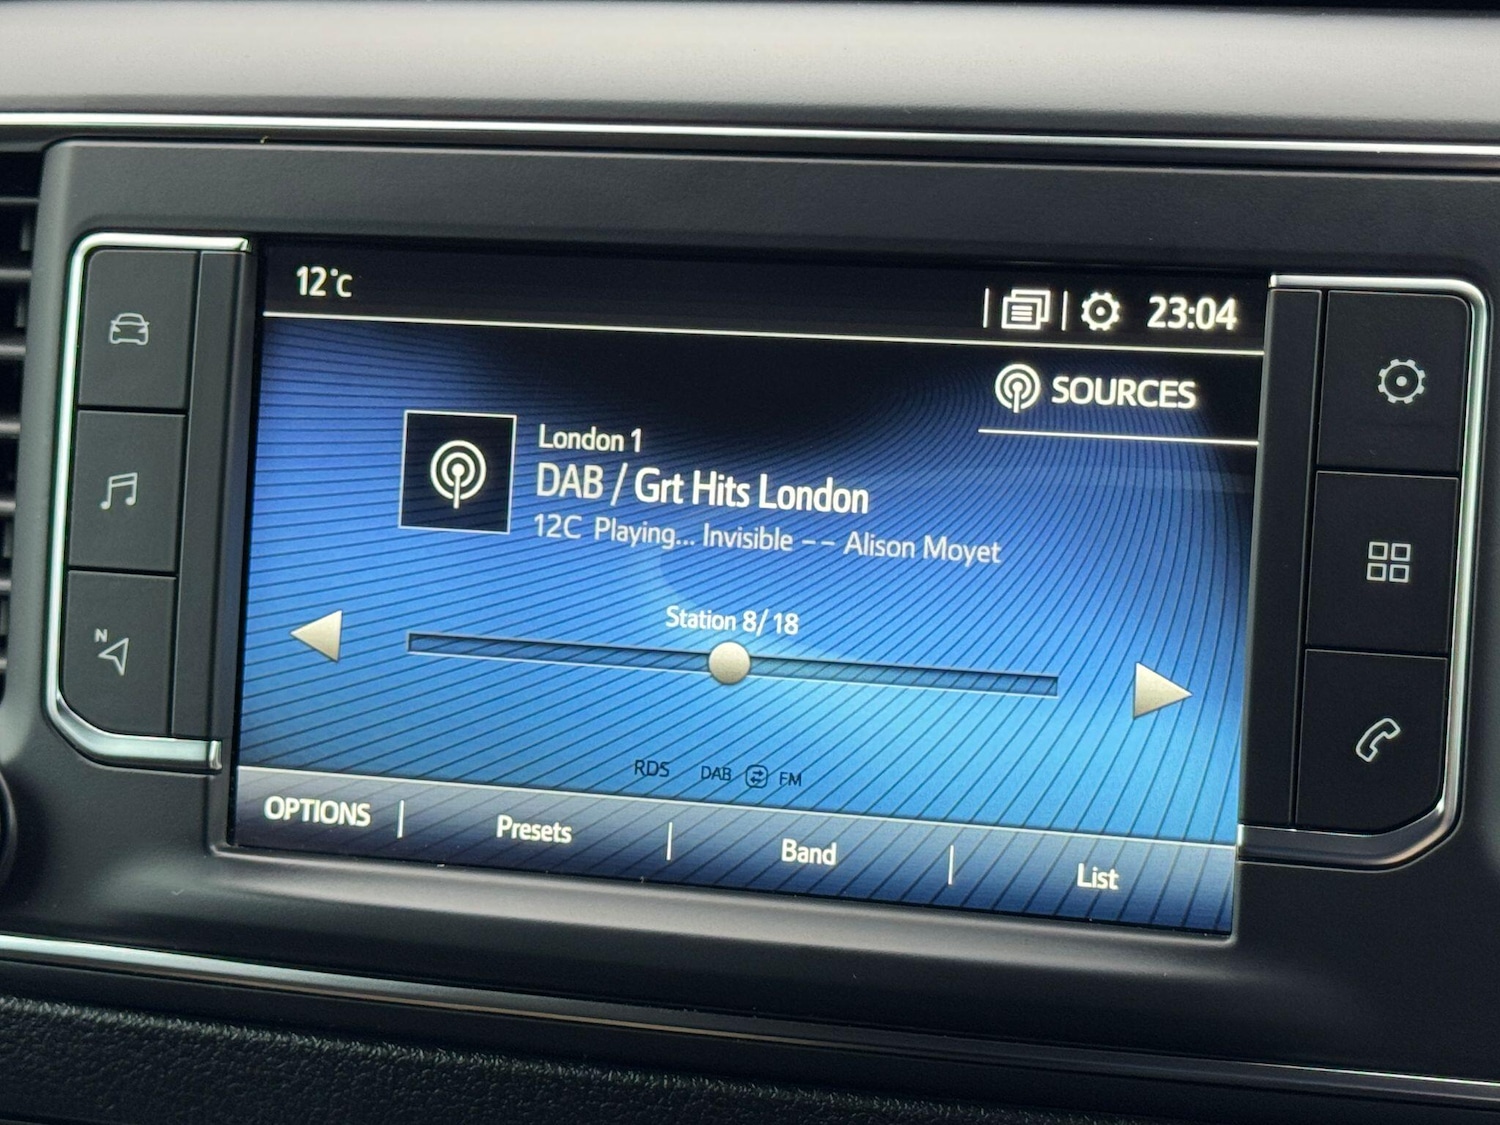 12°C
23:04
SOURCES
London 1
DAB / Grt Hits London
12C Playing... Invisible -- Alison Moyet
Station 8/18
RDS DAB FM
OPTIONS Presets Band List
N